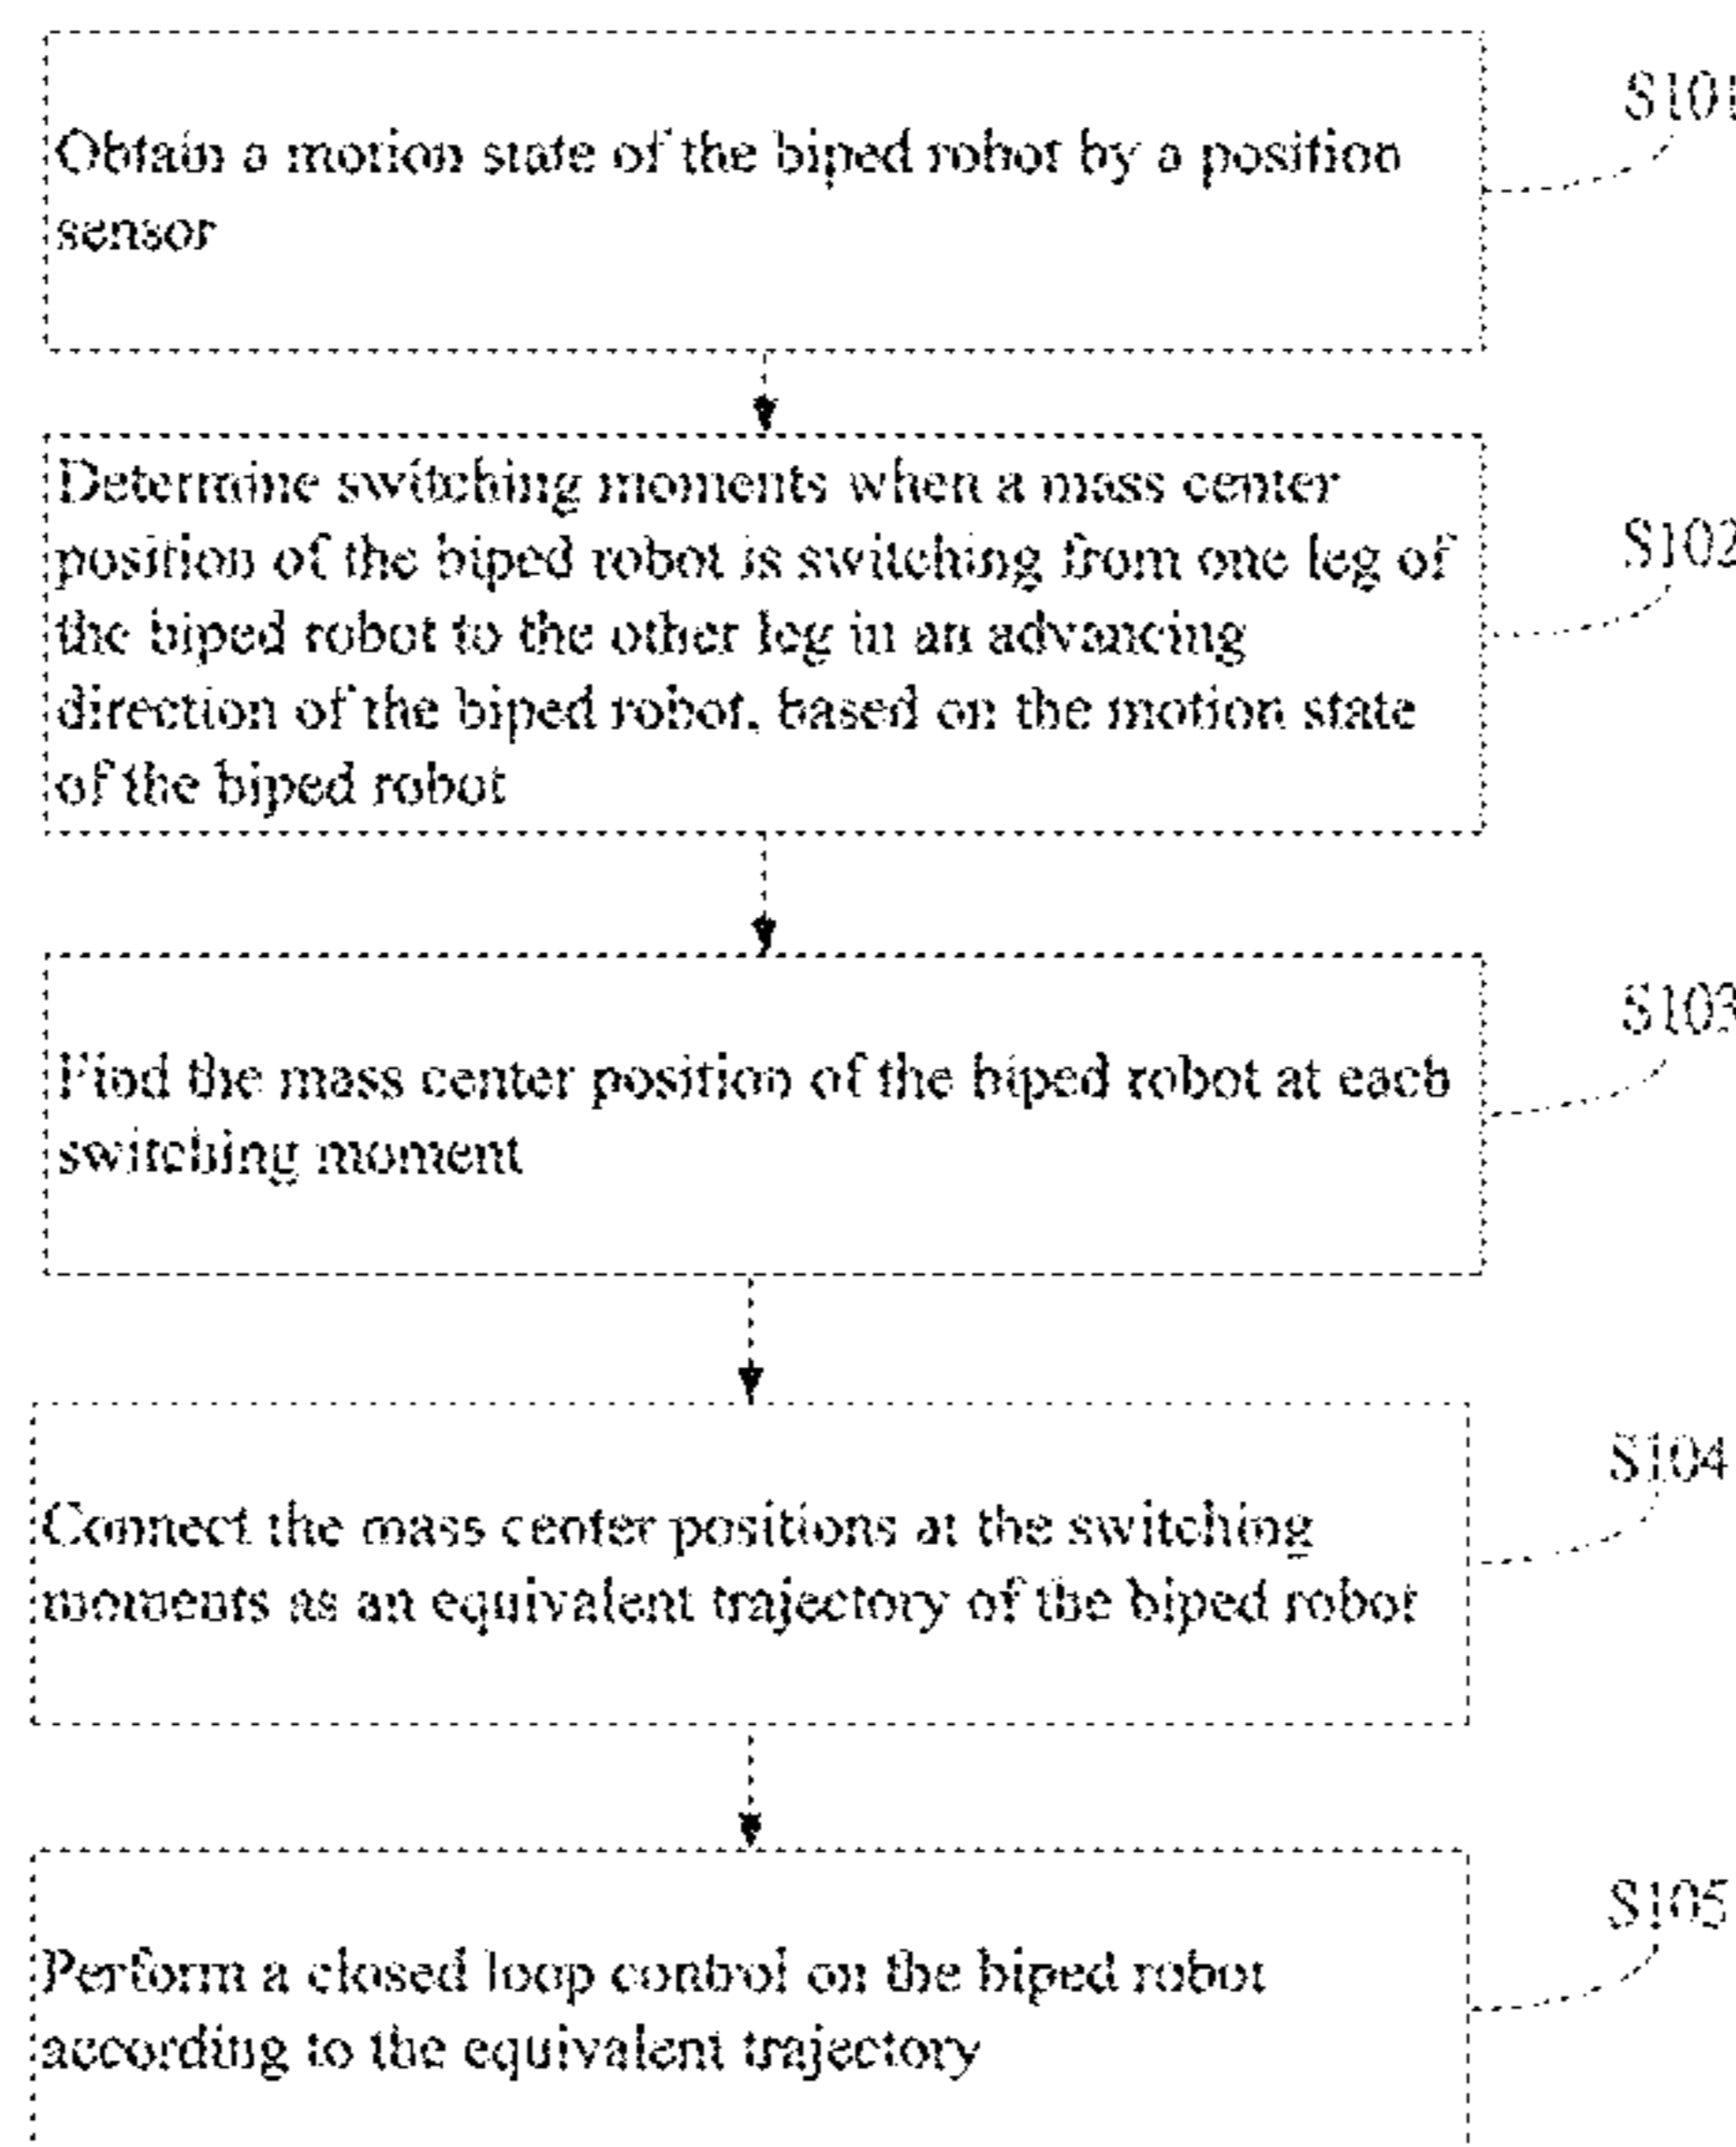 Obtain a motion state of the biped robot by a position
sensor
S101
Determine switching moments when a mass center
position of the biped robot is switching from one leg of
the biped robot to the other leg in an advancing
direction of the biped robot, based on the motion state
of the biped robot
S102
Find the mass center position of the biped robot at each
switching moment
S103
Connect the mass center positions at the switching
moments as an equivalent trajectory of the biped robot
S104
Perform a closed loop control on the biped robot
according to the equivalent trajectory
S105